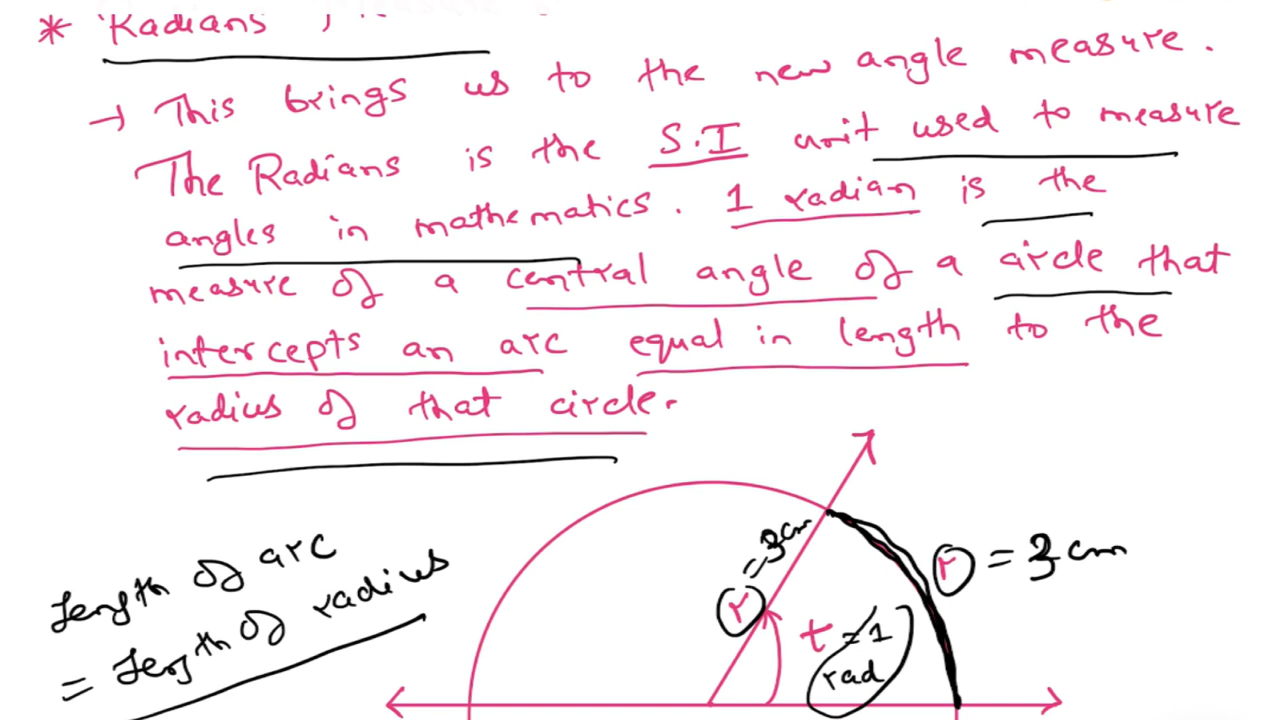 * Radians
→ This brings us to the new angle measure.
The Radians is the S.I unit used to measure
angles in mathematics. 1 radian is the
measure of a central angle of a circle that
intercepts an arc equal in length to the
radius of that circle.
length of arc
= length of radius
r = 3cm
r = 3 cm
t = 1
rad